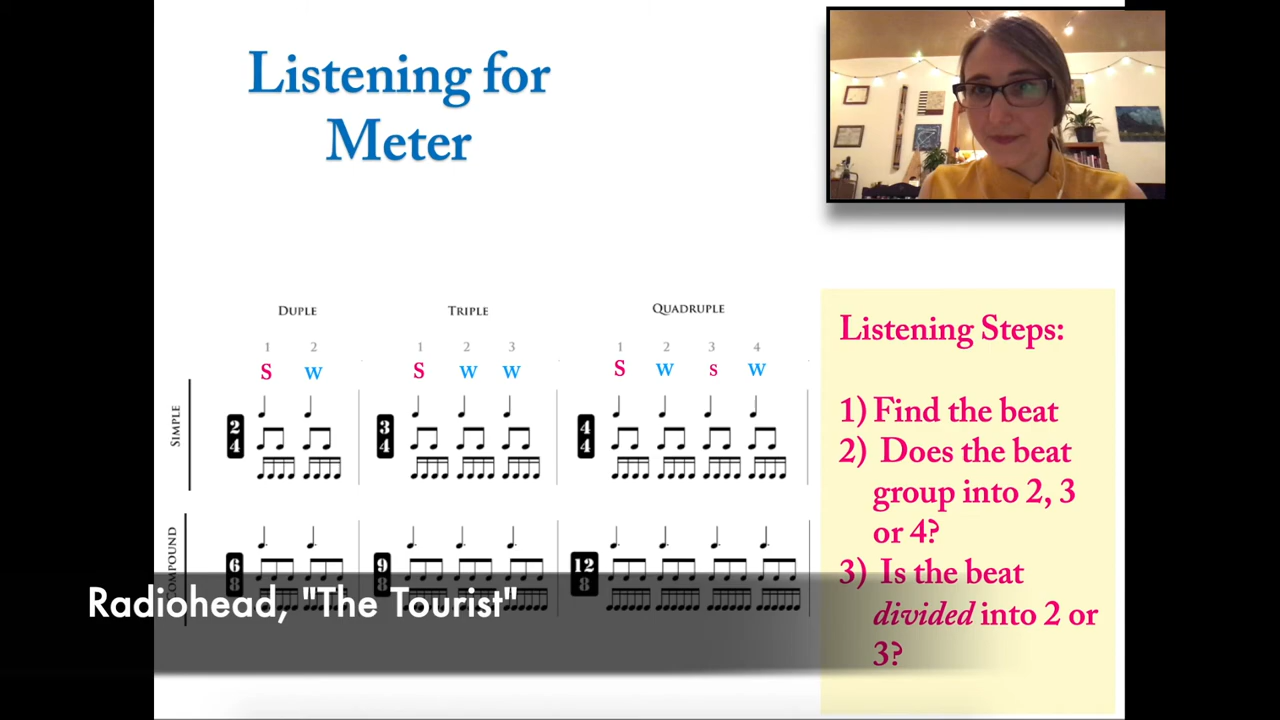 Listening for
Meter
DUPLE TRIPLE QUADRUPLE
1 2 1 2 3 1 2 3 4
S W S W W S W S W
SIMPLE
2/4 3/4 4/4
COMPOUND
6/8 9/8 12/8
Radiohead, "The Tourist"
Listening Steps:
1) Find the beat
2) Does the beat
group into 2, 3
or 4?
3) Is the beat
divided into 2 or
3?